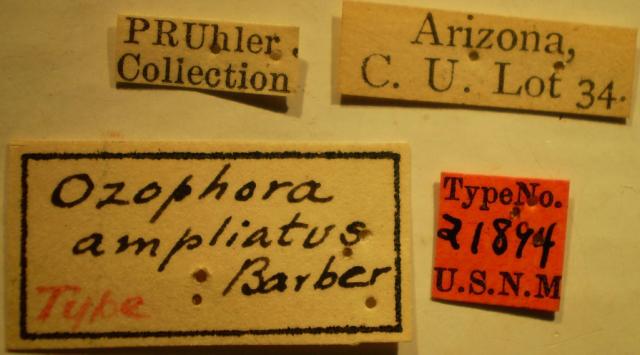 PRUhler.
Collection
Arizona,
C. U. Lot 34.
Ozophora
ampliatus
Barber
Type
TypeNo.
21894
U.S.N.M